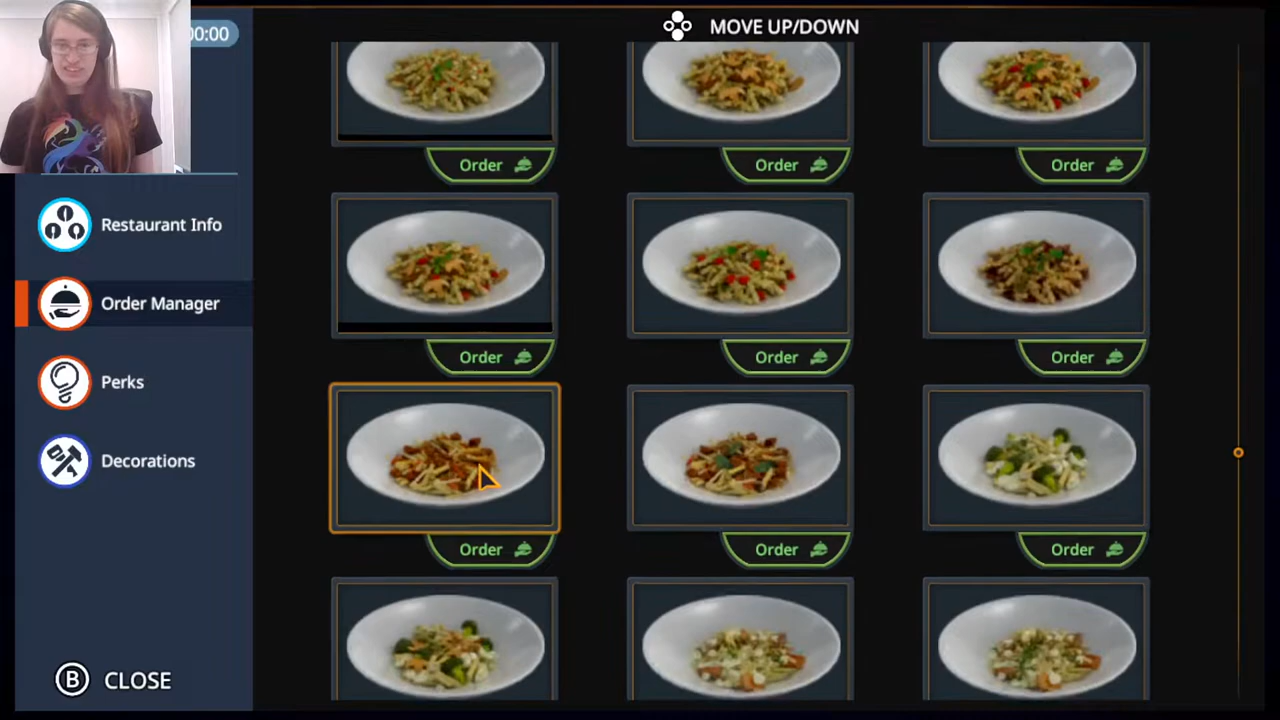 00:00
MOVE UP/DOWN
Order
Order
Order
Restaurant Info
Order Manager
Perks
Decorations
Order
Order
Order
Order
Order
Order
B CLOSE